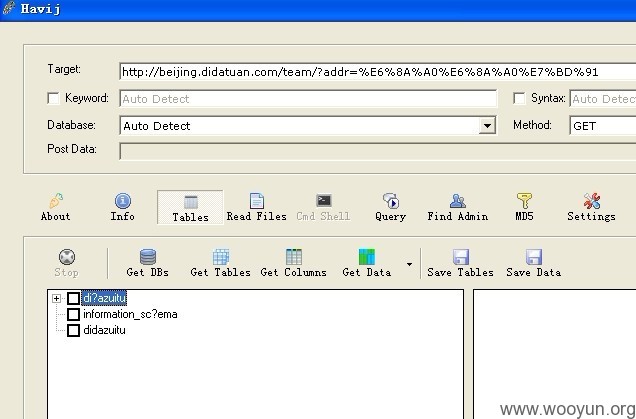 Havij
Target: http://beijing.didatuan.com/team/?addr=%E6%8A%A0%E6%8A%A0%E7%BD%91
Keyword: Auto Detect Syntax: Auto Dete
Database: Auto Detect Method: GET
Post Data:
About Info Tables Read Files Cmd Shell Query Find Admin MD5 Settings
Stop Get DBs Get Tables Get Columns Get Data Save Tables Save Data
di?azuitu
information_sc?ema
didazuitu
www.wooyun.org